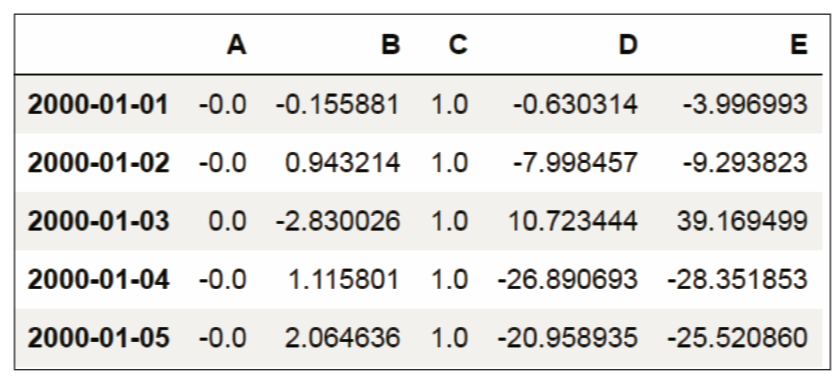 A B C D E
2000-01-01 -0.0 -0.155881 1.0 -0.630314 -3.996993
2000-01-02 -0.0 0.943214 1.0 -7.998457 -9.293823
2000-01-03 0.0 -2.830026 1.0 10.723444 39.169499
2000-01-04 -0.0 1.115801 1.0 -26.890693 -28.351853
2000-01-05 -0.0 2.064636 1.0 -20.958935 -25.520860